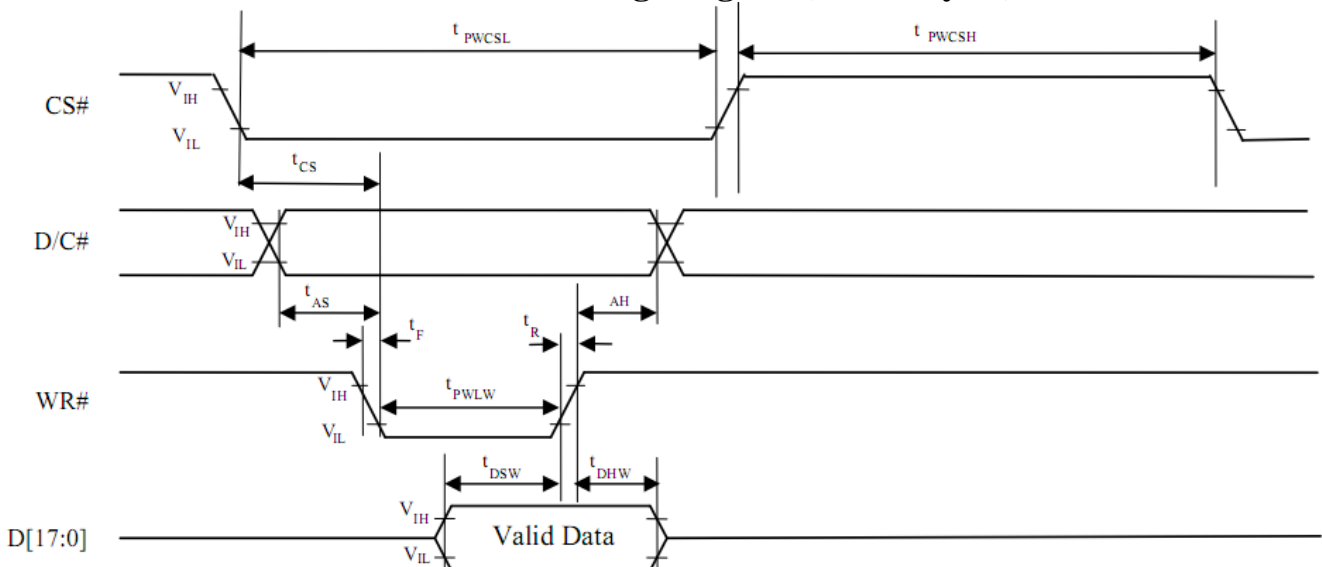 t PWCSL
t PWCSH
CS#
V IH
V IL
t CS
D/C#
V IH
V IL
t AS
t F
t R
AH
WR#
V IH
V IL
t PWLW
t DSW
t DHW
D[17:0]
V IH
V IL
Valid Data